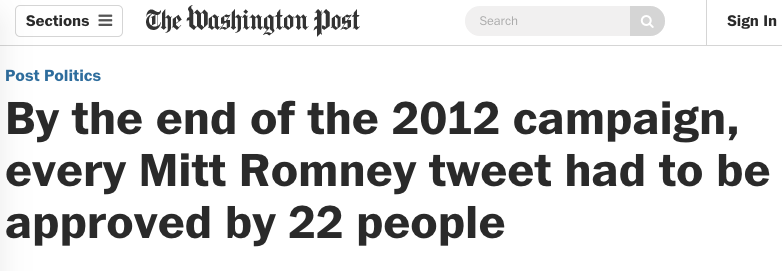 Sections
The Washington Post
Search
Sign In
Post Politics
By the end of the 2012 campaign,
every Mitt Romney tweet had to be
approved by 22 people